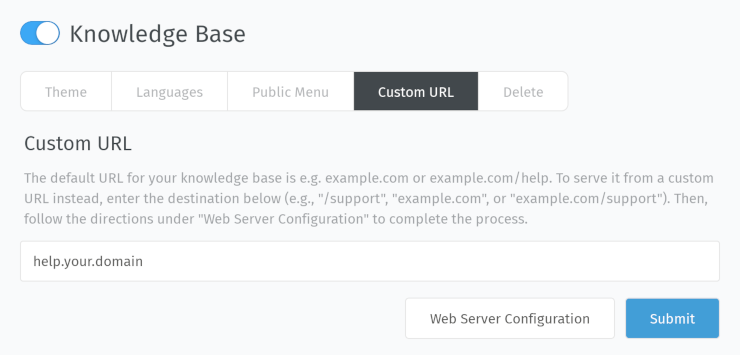 Knowledge Base
Theme Languages Public Menu Custom URL Delete
Custom URL
The default URL for your knowledge base is e.g. example.com or example.com/help. To serve it from a custom
URL instead, enter the destination below (e.g., "/support", "example.com", or "example.com/support"). Then,
follow the directions under "Web Server Configuration" to complete the process.
help.your.domain
Web Server Configuration Submit